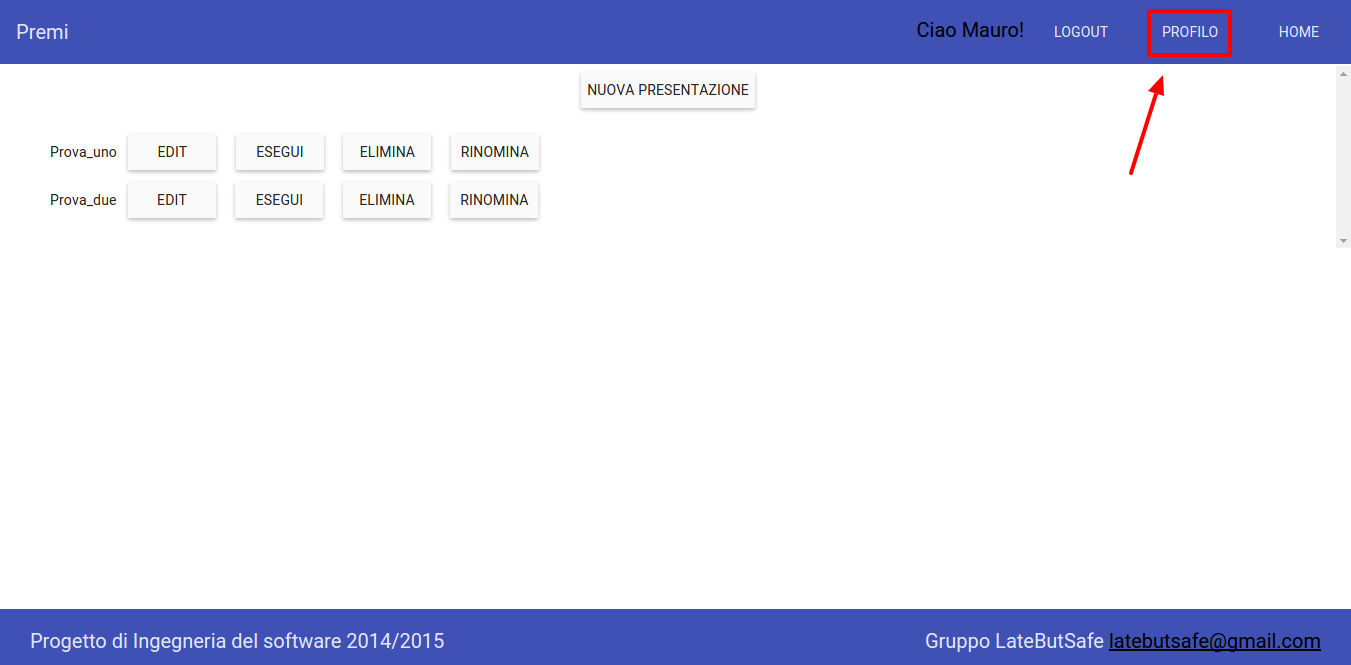 Premi Ciao Mauro! LOGOUT PROFILO HOME
NUOVA PRESENTAZIONE
Prova_uno EDIT ESEGUI ELIMINA RINOMINA
Prova_due EDIT ESEGUI ELIMINA RINOMINA
Progetto di Ingegneria del software 2014/2015 Gruppo LateButSafe latebutsafe@gmail.com